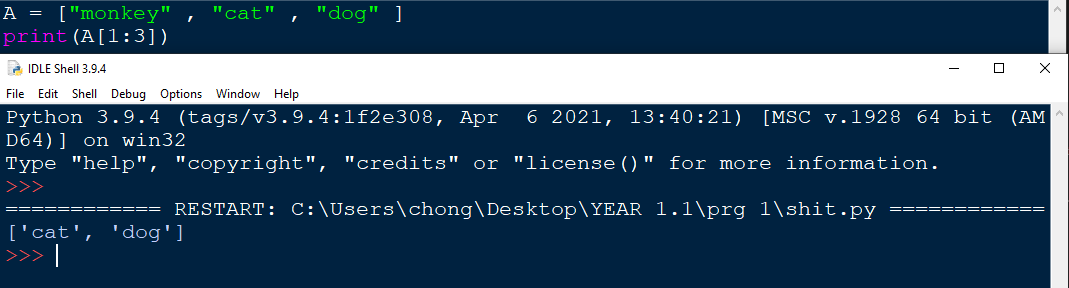 A = ["monkey" , "cat" , "dog" ]
print(A[1:3])
IDLE Shell 3.9.4
File Edit Shell Debug Options Window Help
Python 3.9.4 (tags/v3.9.4:1f2e308, Apr  6 2021, 13:40:21) [MSC v.1928 64 bit (AM
D64)] on win32
Type "help", "copyright", "credits" or "license()" for more information.
>>>
============ RESTART: C:\Users\chong\Desktop\YEAR 1.1\prg 1\shit.py ============
['cat', 'dog']
>>>